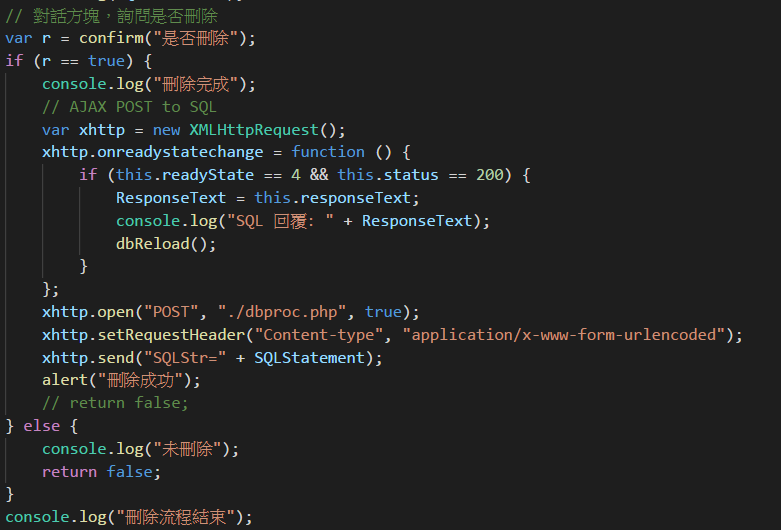 // 對話方塊，詢問是否刪除
var r = confirm("是否刪除");
if (r == true) {
    console.log("刪除完成");
    // AJAX POST to SQL
    var xhttp = new XMLHttpRequest();
    xhttp.onreadystatechange = function () {
        if (this.readyState == 4 && this.status == 200) {
            ResponseText = this.responseText;
            console.log("SQL 回覆: " + ResponseText);
            dbReload();
        }
    };
    xhttp.open("POST", "./dbproc.php", true);
    xhttp.setRequestHeader("Content-type", "application/x-www-form-urlencoded");
    xhttp.send("SQLStr=" + SQLStatement);
    alert("刪除成功");
    // return false;
} else {
    console.log("未刪除");
    return false;
}
console.log("刪除流程結束");